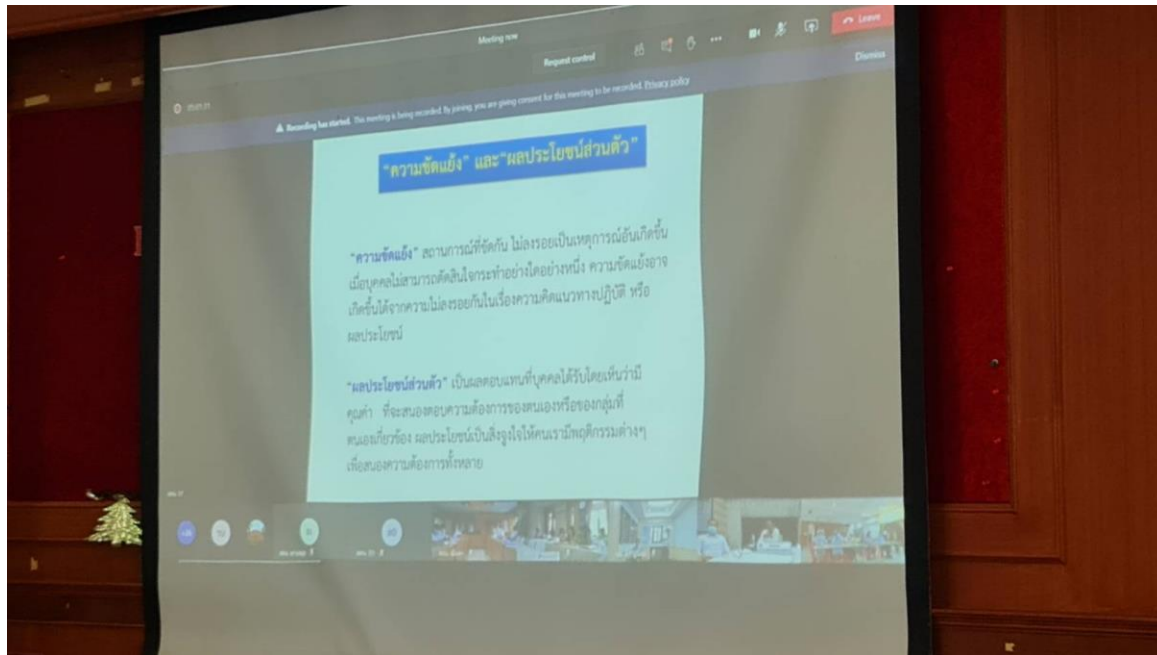 Meeting now
Request control
Leave
Recording has started. This meeting is being recorded. By joining, you are giving consent for this meeting to be recorded. Privacy policy
Dismiss
"ความขัดแย้ง" และ "ผลประโยชน์ส่วนตัว"
"ความขัดแย้ง" สถานการณ์ที่ขัดกัน ไม่ลงรอยเป็นเหตุการณ์อันเกิดขึ้น
เมื่อบุคคลไม่สามารถตัดสินใจกระทำอย่างใดอย่างหนึ่ง ความขัดแย้งอาจ
เกิดขึ้นได้จากความไม่ลงรอยกันในเรื่องความคิดแนวทางปฏิบัติ หรือ
ผลประโยชน์
"ผลประโยชน์ส่วนตัว" เป็นผลตอบแทนที่บุคคลได้รับโดยเห็นว่ามี
คุณค่า ที่จะสนองตอบความต้องการของตนเองหรือของกลุ่มที่
ตนเองเกี่ยวข้อง ผลประโยชน์เป็นสิ่งจูงใจให้คนเรามีพฤติกรรมต่างๆ
เพื่อสนองความต้องการทั้งหลาย